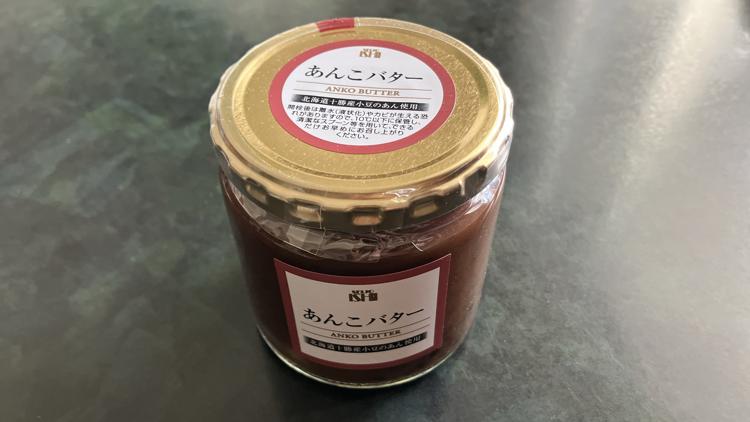 SEIJO
ISHII
あんこバター
ANKO BUTTER
北海道十勝産小豆のあん使用
開栓後は離水(液状化)やカビが生える恐
れがありますので、10℃以下に保管し、
清潔なスプーン等を用いて、できる
だけお早めにお召し上がり
ください。
SEIJO
ISHII
あんこバター
ANKO BUTTER
北海道十勝産小豆のあん使用